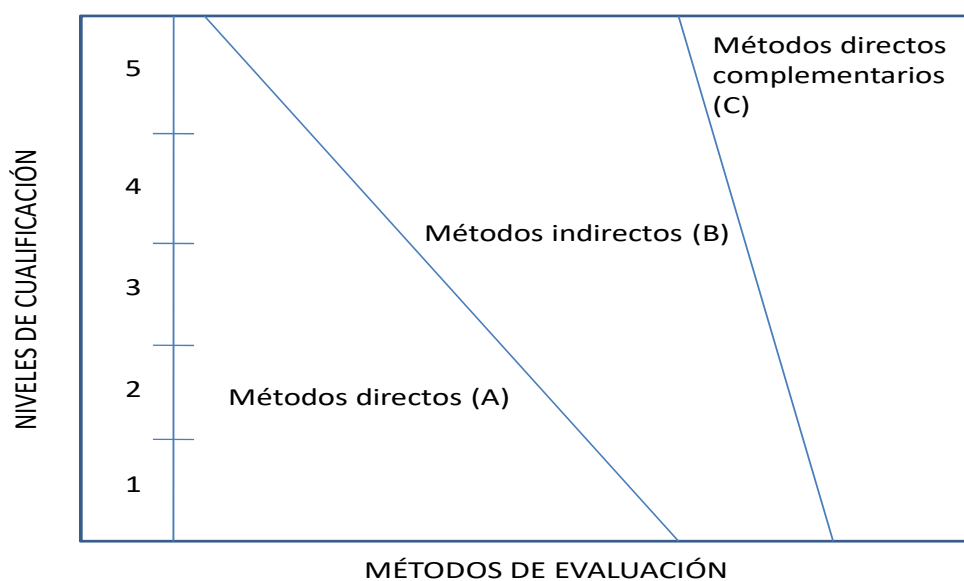 NIVELES DE CUALIFICACIÓN
5
4
3
2
1
Métodos directos
complementarios
(C)
Métodos indirectos (B)
Métodos directos (A)
MÉTODOS DE EVALUACIÓN